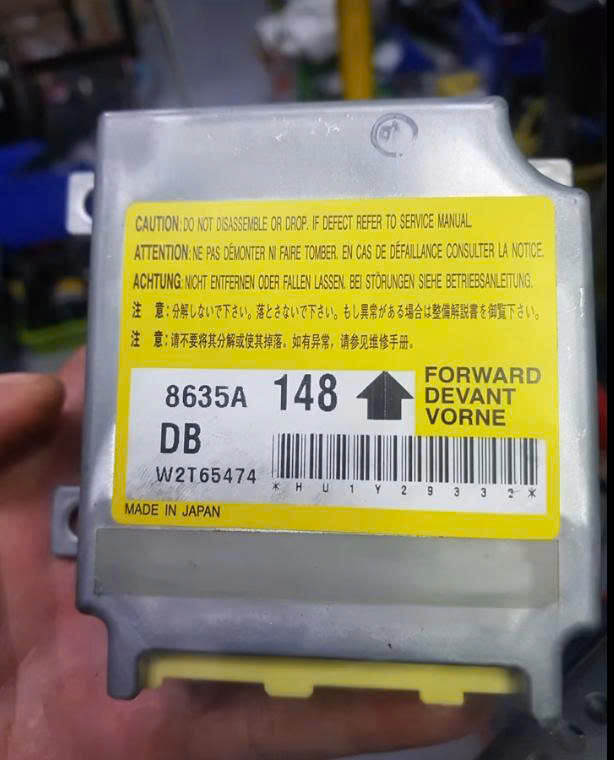 CAUTION: DO NOT DISASSEMBLE OR DROP. IF DEFECT REFER TO SERVICE MANUAL.
ATTENTION: NE PAS DÉMONTER NI FAIRE TOMBER. EN CAS DE DÉFAILLANCE CONSULTER LA NOTICE.
ACHTUNG: NICHT ENTFERNEN ODER FALLEN LASSEN. BEI STÖRUNGEN SIEHE BETRIEBSANLEITUNG.
注 意:分解しないで下さい。落とさないで下さい。もし異常がある場合は整備解説書を御覧下さい。
注 意:请不要将其分解或使其掉落。如有异常,请参见维修手册。
8635A 148
FORWARD
DEVANT
VORNE
DB
W2T65474
*HU1Y29332*
MADE IN JAPAN